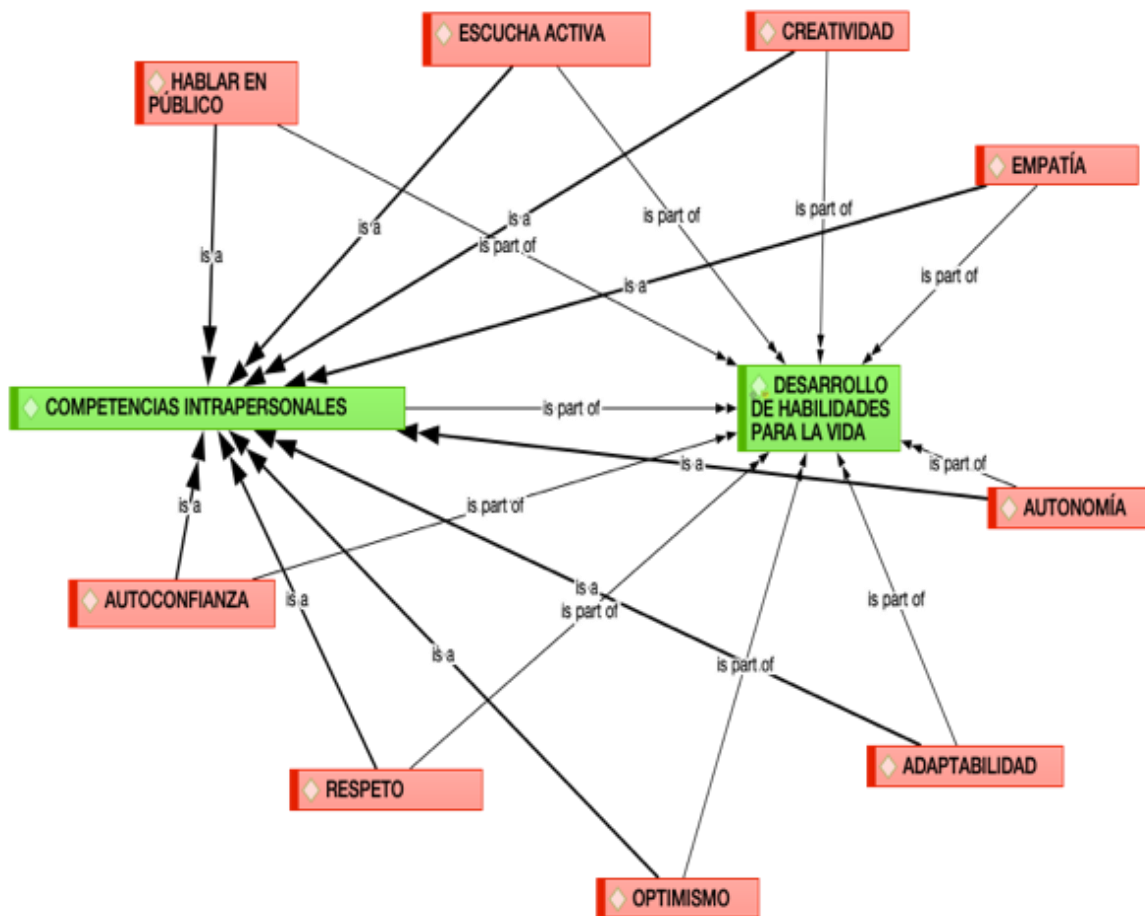 ESCUCHA ACTIVA
CREATIVIDAD
HABLAR EN
PÚBLICO
EMPATÍA
is part of
is part of
is a
is a
is part of
is a
is part of
is a
COMPETENCIAS INTRAPERSONALES
is part of
DESARROLLO
DE HABILIDADES
PARA LA VIDA
is a
is part of
is a
is part of
AUTONOMÍA
AUTOCONFIANZA
is a
is a
is part of
is part of
is a
is part of
RESPETO
ADAPTABILIDAD
OPTIMISMO